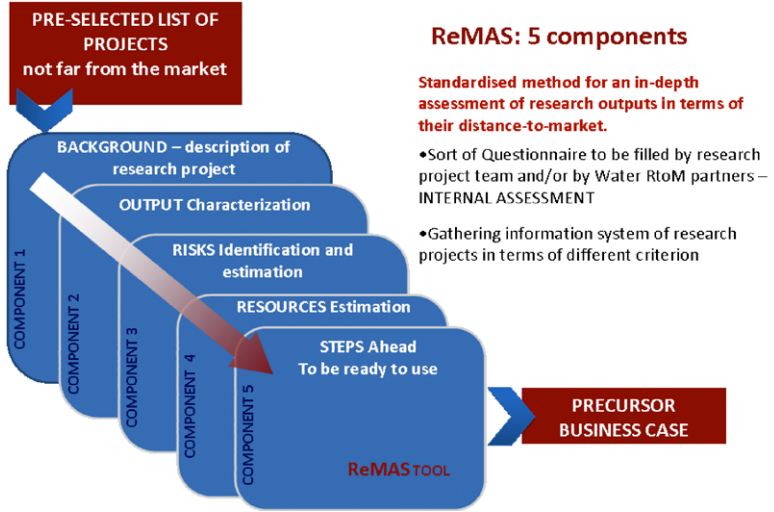 PRE-SELECTED LIST OF
PROJECTS
not far from the market
ReMAS: 5 components
Standardised method for an in-depth
assessment of research outputs in terms of
their distance-to-market.
•Sort of Questionnaire to be filled by research
project team and/or by Water RtoM partners –
INTERNAL ASSESSMENT
•Gathering information system of research
projects in terms of different criterion
BACKGROUND – description of
research project
COMPONENT 1
OUTPUT Characterization
COMPONENT 2
RISKS Identification and
estimation
COMPONENT 3
RESOURCES Estimation
COMPONENT 4
STEPS Ahead
To be ready to use
COMPONENT 5
ReMAS TOOL
PRECURSOR
BUSINESS CASE